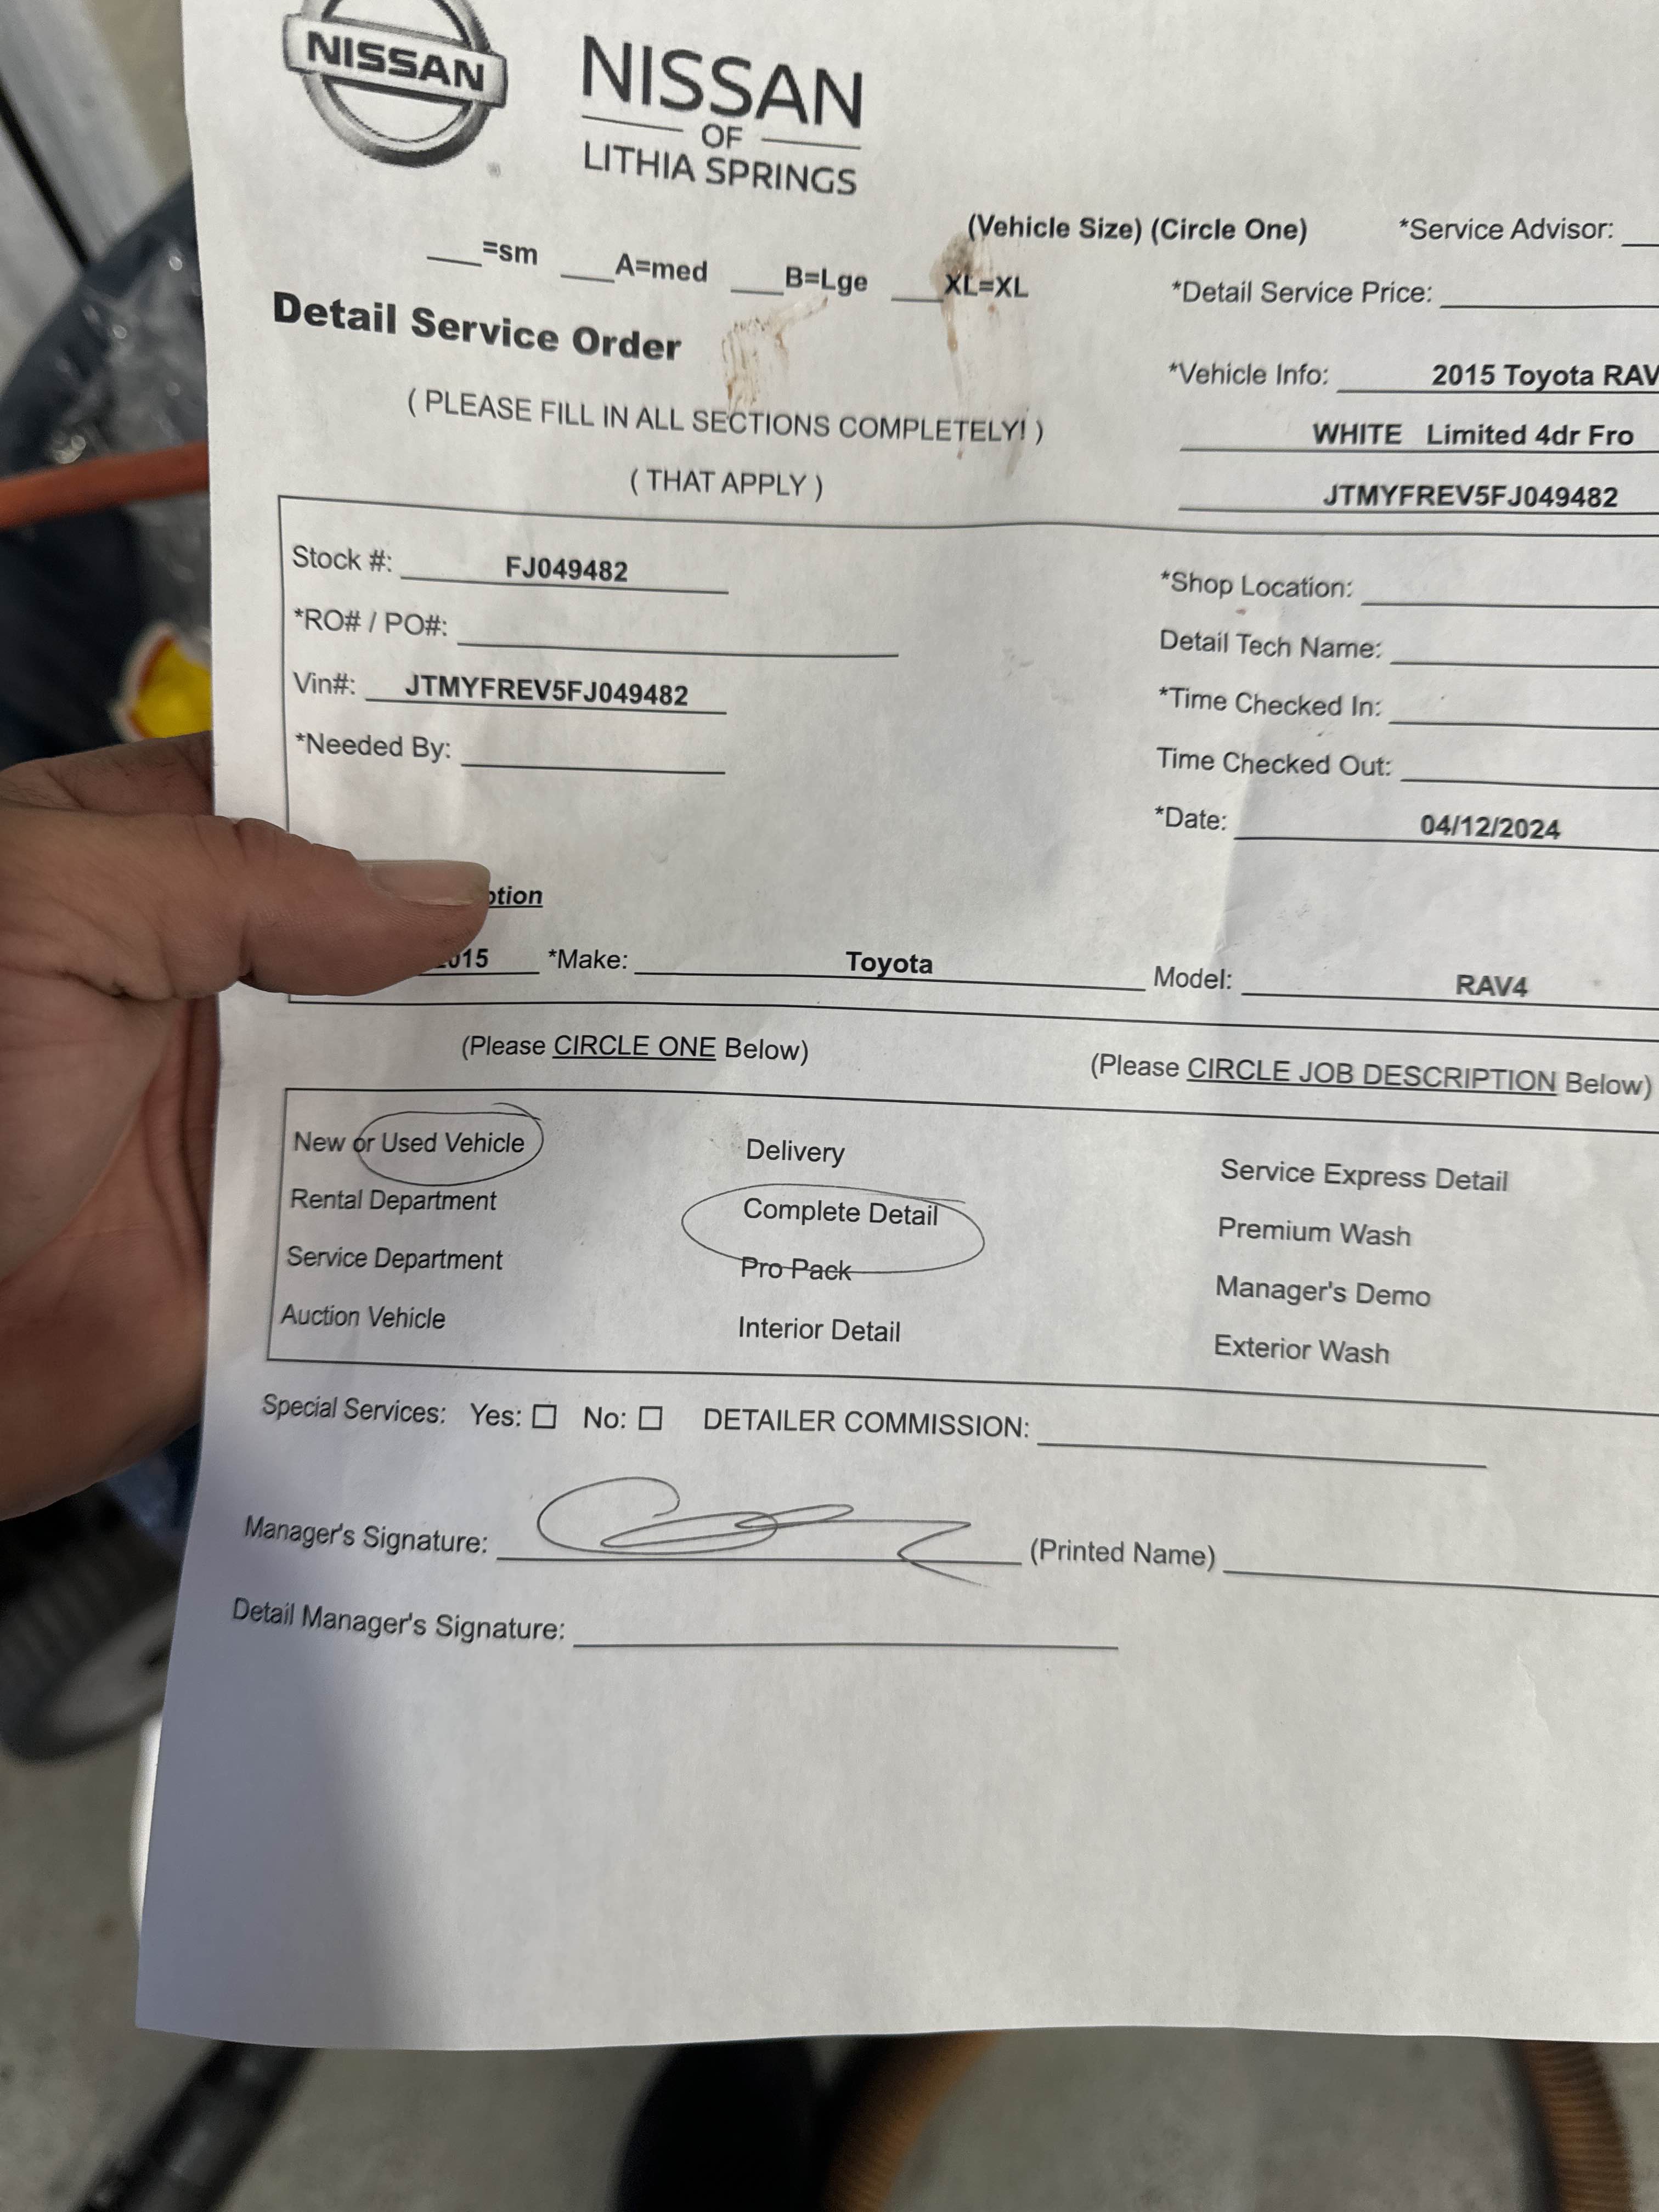 NISSAN
NISSAN
OF
LITHIA SPRINGS
(Vehicle Size) (Circle One) *Service Advisor:
___=sm ___A=med ___B=Lge ___XL=XL
*Detail Service Price:
Detail Service Order
*Vehicle Info: 2015 Toyota RAV
( PLEASE FILL IN ALL SECTIONS COMPLETELY! )
WHITE Limited 4dr Fro
( THAT APPLY )
JTMYFREV5FJ049482
Stock #: FJ049482
*Shop Location:
*RO# / PO#:
Detail Tech Name:
Vin#: JTMYFREV5FJ049482
*Time Checked In:
*Needed By:
Time Checked Out:
*Date: 04/12/2024
ption
2015 *Make: Toyota Model: RAV4
(Please CIRCLE ONE Below) (Please CIRCLE JOB DESCRIPTION Below)
New or Used Vehicle Delivery Service Express Detail
Rental Department Complete Detail Premium Wash
Service Department Pro Pack Manager's Demo
Auction Vehicle Interior Detail Exterior Wash
Special Services: Yes: ☐ No: ☐ DETAILER COMMISSION:
Manager's Signature: (Printed Name)
Detail Manager's Signature: